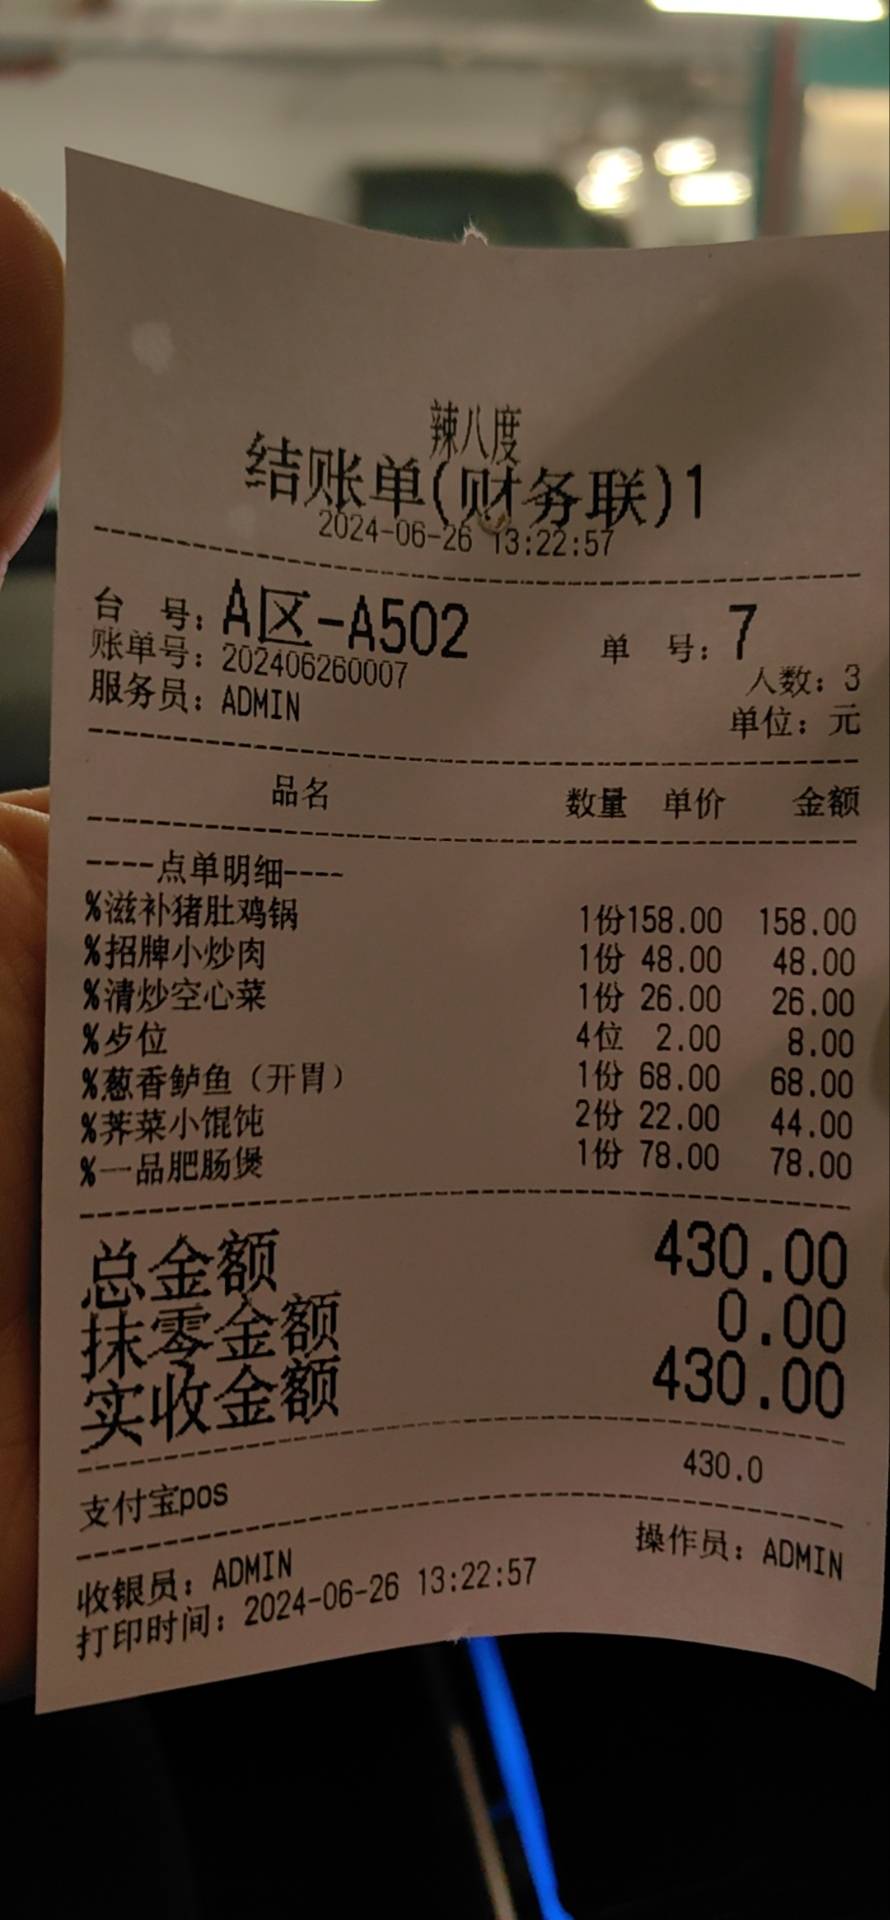 辣八度
结账单(财务联)1
2024-06-26 13:22:57
台 号: A区-A502 单 号: 7
账单号: 202406260007 人数: 3
服务员: ADMIN 单位: 元
品名 数量 单价 金额
----点单明细----
%滋补猪肚鸡锅 1份158.00 158.00
%招牌小炒肉 1份 48.00 48.00
%清炒空心菜 1份 26.00 26.00
%歺位 4位 2.00 8.00
%葱香鲈鱼（开胃） 1份 68.00 68.00
%荠菜小馄饨 2份 22.00 44.00
%一品肥肠煲 1份 78.00 78.00
总金额 430.00
抹零金额 0.00
实收金额 430.00
支付宝pos 430.0
收银员: ADMIN 操作员: ADMIN
打印时间: 2024-06-26 13:22:57